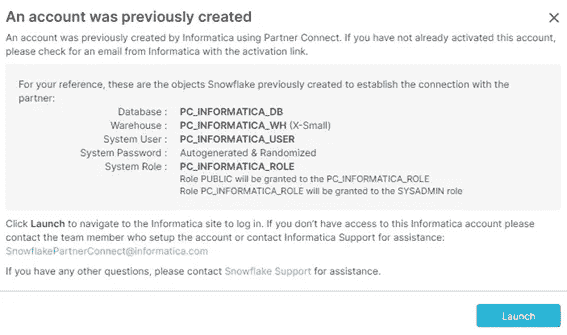 An account was previously created
An account was previously created by Informatica using Partner Connect. If you have not already activated this account,
please check for an email from Informatica with the activation link.
For your reference, these are the objects Snowflake previously created to establish the connection with the
partner:
Database : PC_INFORMATICA_DB
Warehouse : PC_INFORMATICA_WH (X-Small)
System User : PC_INFORMATICA_USER
System Password : Autogenerated & Randomized
System Role : PC_INFORMATICA_ROLE
Role PUBLIC will be granted to the PC_INFORMATICA_ROLE
Role PC_INFORMATICA_ROLE will be granted to the SYSADMIN role
Click Launch to navigate to the Informatica site to log in. If you don't have access to this Informatica account please
contact the team member who setup the account or contact Informatica Support for assistance:
SnowflakePartnerConnect@informatica.com
If you have any other questions, please contact Snowflake Support for assistance.
Launch